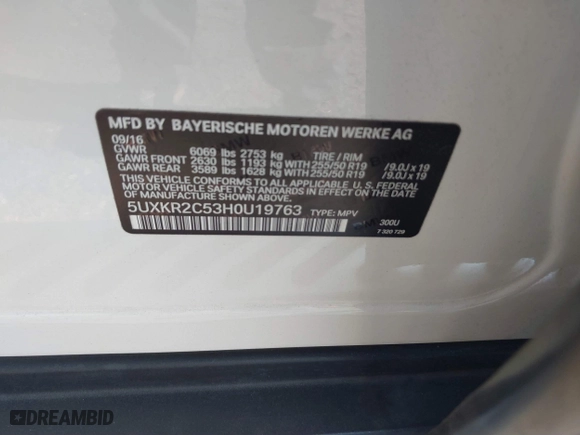 MFD BY BAYERISCHE MOTOREN WERKE AG
09/16
GVWR 6069 lbs 2753 kg TIRE / RIM
GAWR FRONT 2630 lbs 1193 kg WITH 255/50 R19 /9.0J x 19
GAWR REAR 3589 lbs 1628 kg WITH 255/50 R19 /9.0J x 19
THIS VEHICLE CONFORMS TO ALL APPLICABLE U. S. FEDERAL
MOTOR VEHICLE SAFETY STANDARDS IN EFFECT ON THE DATE OF
MANUFACTURE SHOWN ABOVE.
5UXKR2C53H0U19763 TYPE: MPV
300U
7 320 729
DREAMBID